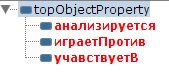 topObjectProperty
анализируется
играетПротив
учавствуетВ